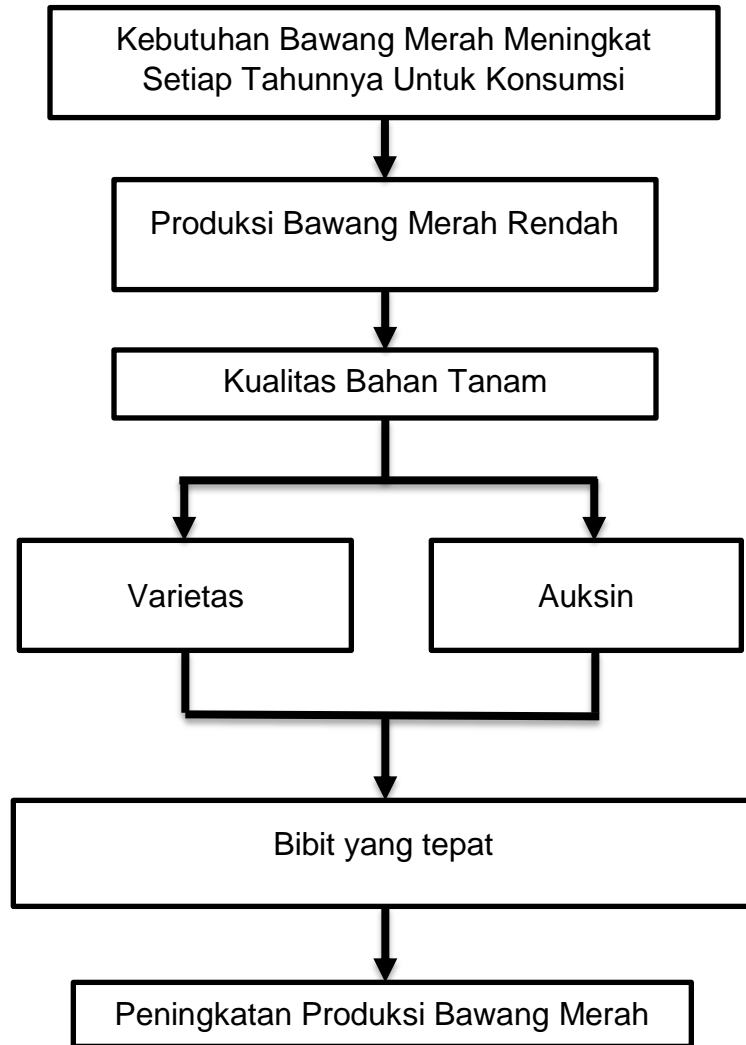 Kebutuhan Bawang Merah Meningkat
Setiap Tahunnya Untuk Konsumsi
Produksi Bawang Merah Rendah
Kualitas Bahan Tanam
Varietas
Auksin
Bibit yang tepat
Peningkatan Produksi Bawang Merah